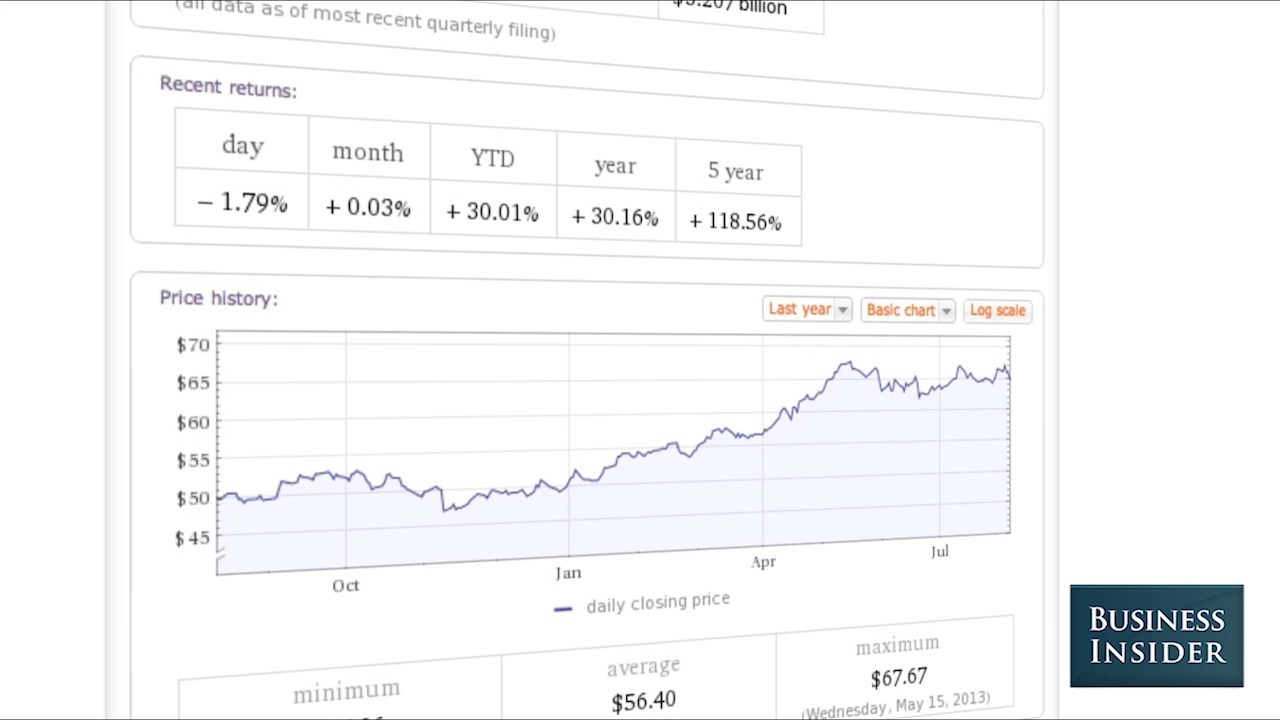 $5.207 billion
(all data as of most recent quarterly filing)
Recent returns:
day month YTD year 5 year
– 1.79% + 0.03% + 30.01% + 30.16% + 118.56%
Price history:
Last year Basic chart Log scale
$70
$65
$60
$55
$50
$45
Oct Jan Apr Jul
daily closing price
minimum average maximum
$56.40 $67.67
(Wednesday, May 15, 2013)
BUSINESS
INSIDER